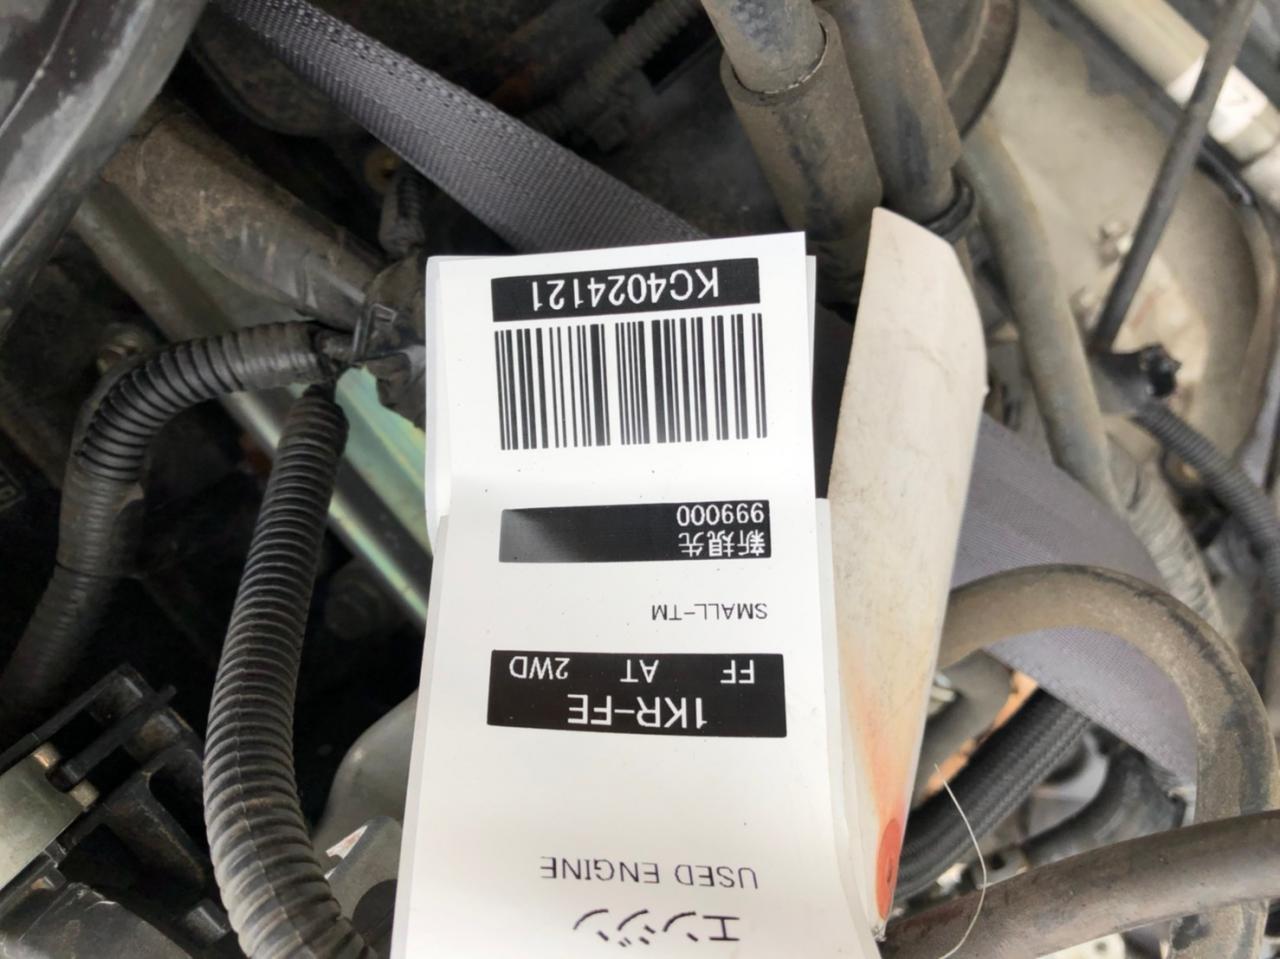 エンジン
USED ENGINE
1KR-FE
FF AT 2WD
SMALL-TM
新規先
999000
KC4024121